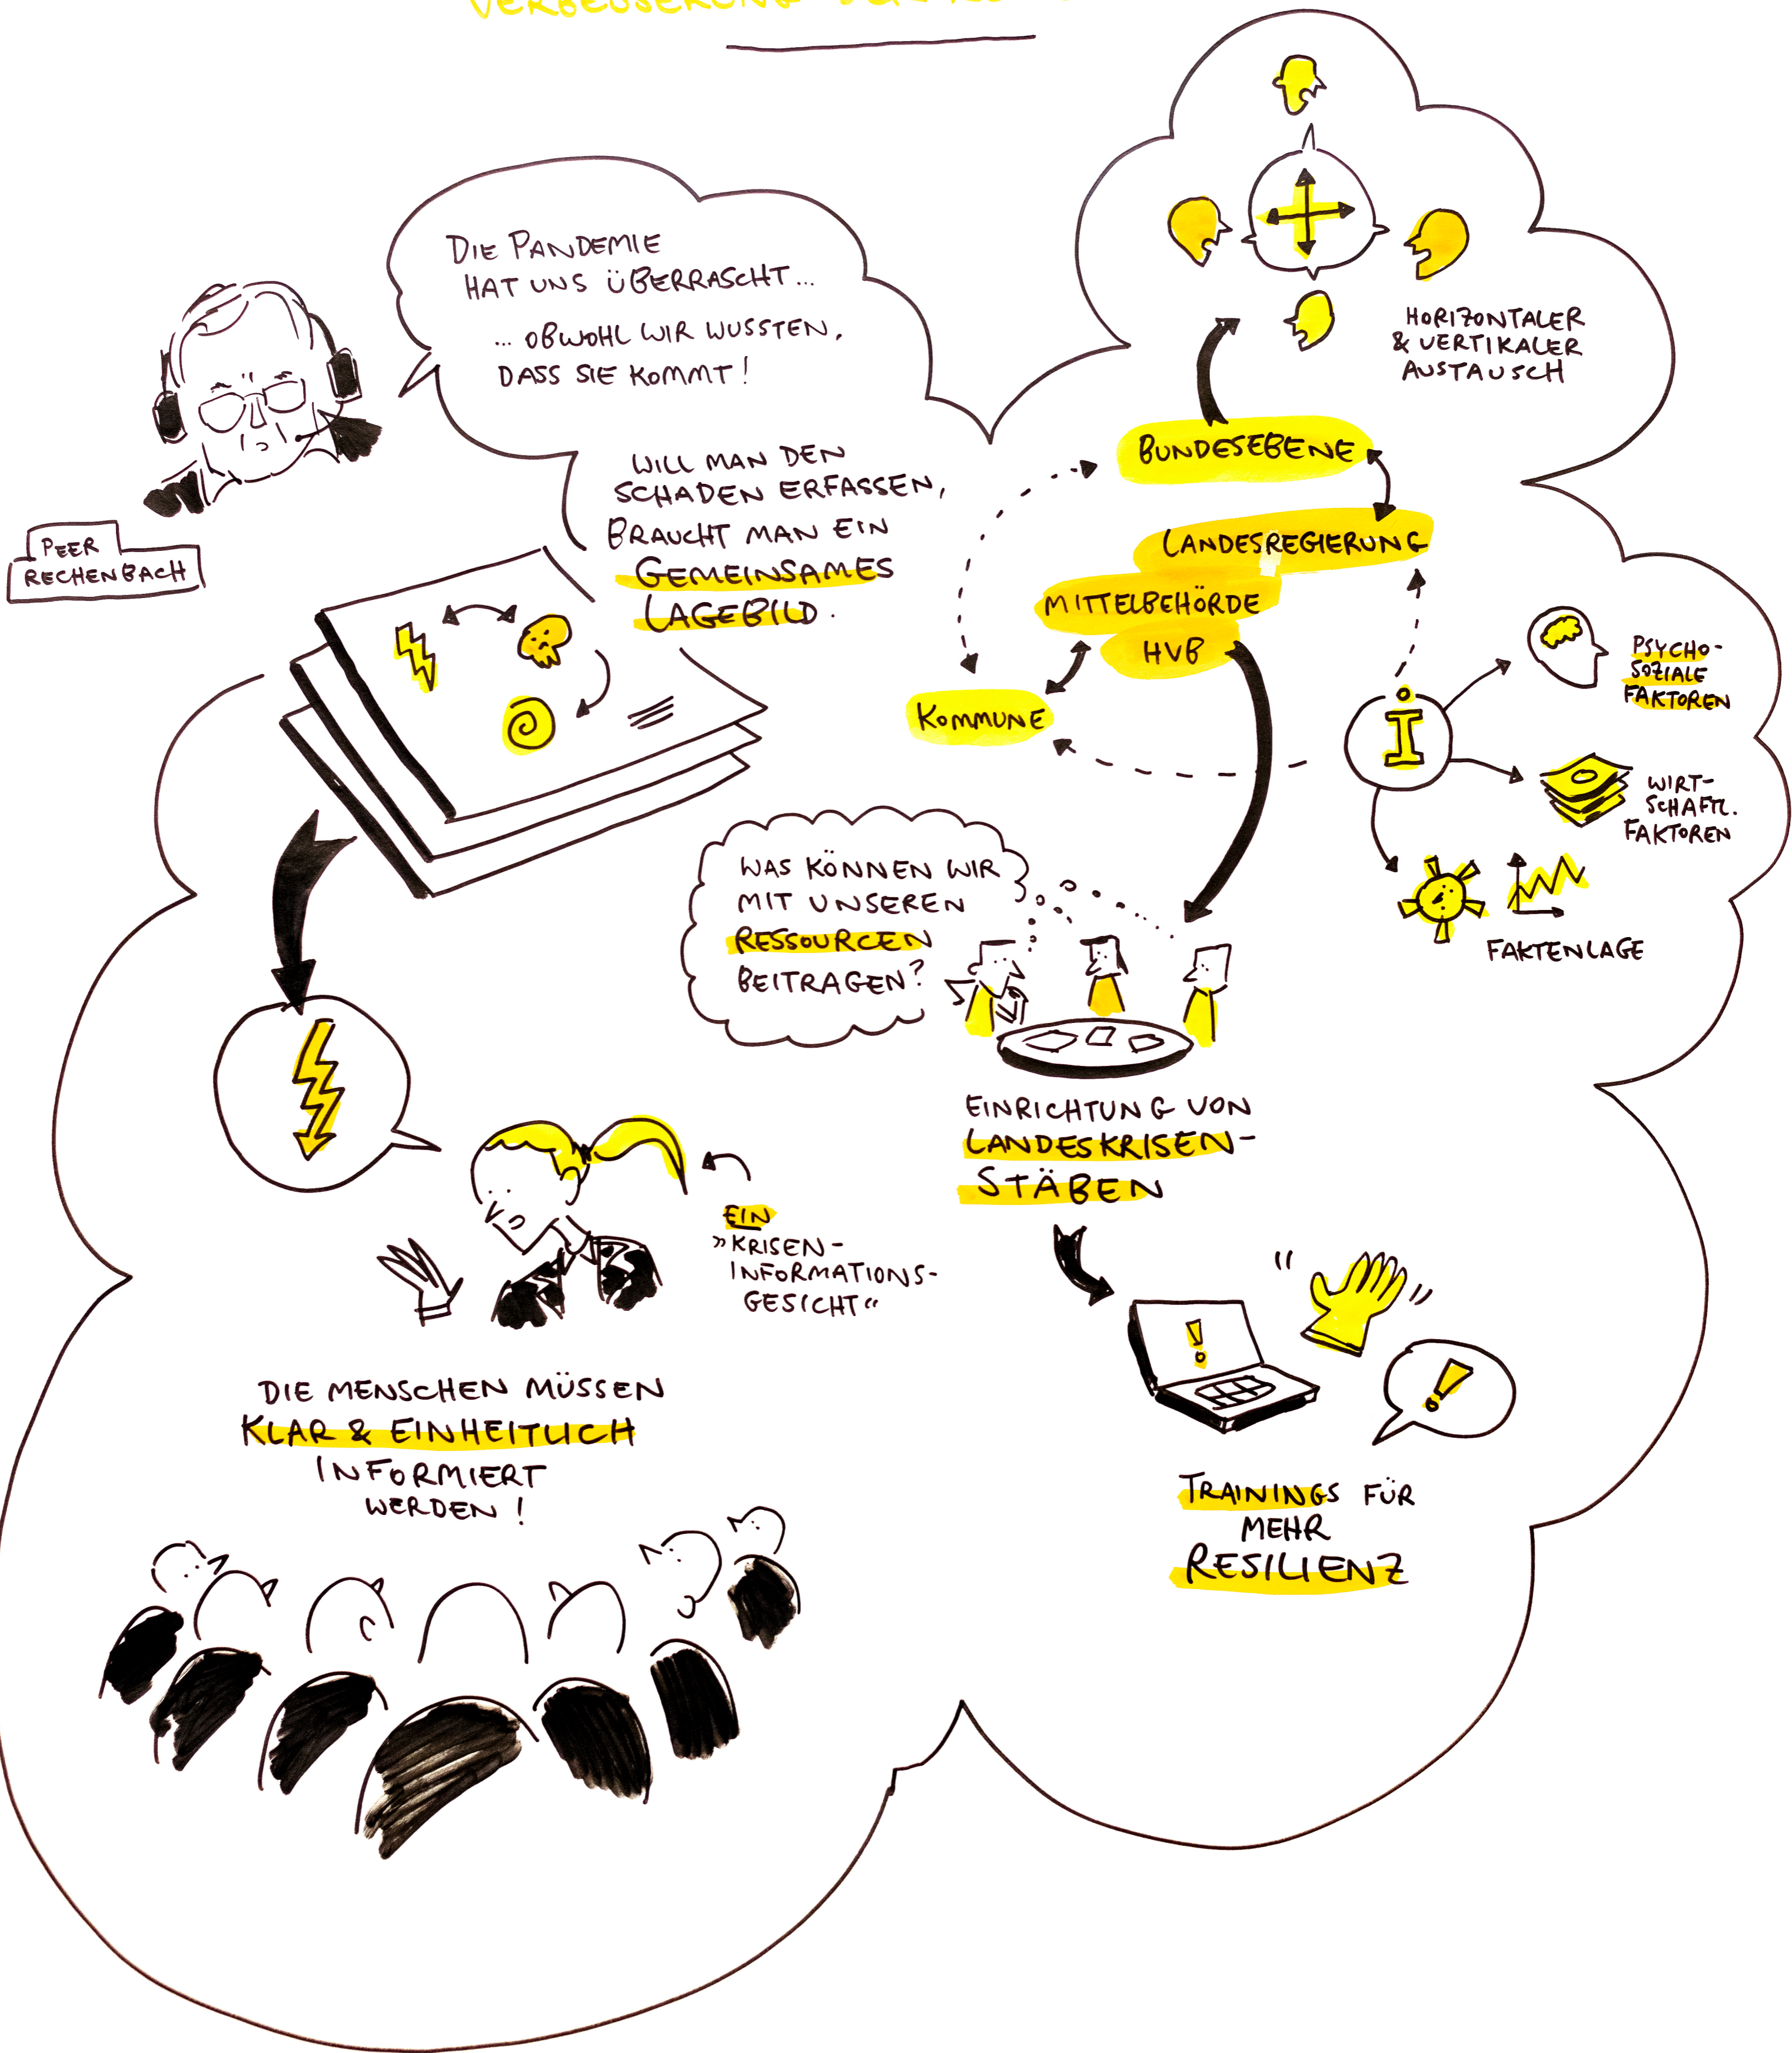 DIE PANDEMIE
HAT UNS ÜBERRASCHT...
... OBWOHL WIR WUSSTEN,
DASS SIE KOMMT!
PEER
RECHENBACH
WILL MAN DEN
SCHADEN ERFASSEN,
BRAUCHT MAN EIN
GEMEINSAMES
LAGEBILD.
HORIZONTALER
& VERTIKALER
AUSTAUSCH
BUNDESEBENE
LANDESREGIERUNG
MITTELBEHÖRDE
HVB
KOMMUNE
i
PSYCHO-
SOZIALE
FAKTOREN
WIRT-
SCHAFTL.
FAKTOREN
FAKTENLAGE
WAS KÖNNEN WIR
MIT UNSEREN
RESSOURCEN
BEITRAGEN?
EINRICHTUNG VON
LANDESKRISEN-
STÄBEN
EIN
»KRISEN-
INFORMATIONS-
GESICHT«
!
!
DIE MENSCHEN MÜSSEN
KLAR & EINHEITLICH
INFORMIERT
WERDEN!
TRAININGS FÜR
MEHR
RESILIENZ